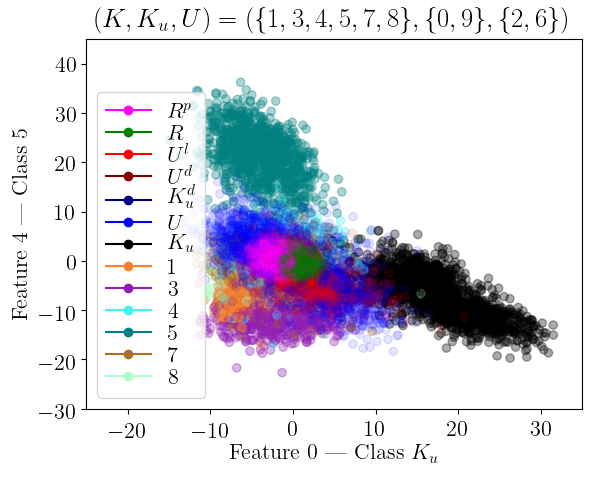 (K, K_u, U) = ({1, 3, 4, 5, 7, 8}, {0, 9}, {2, 6})
Feature 4 — Class 5
40
30
20
10
0
−10
−20
−30
R^p
R
U^l
U^d
K_u^d
U
K_u
1
3
4
5
7
8
−20
−10
0
10
20
30
Feature 0 — Class K_u